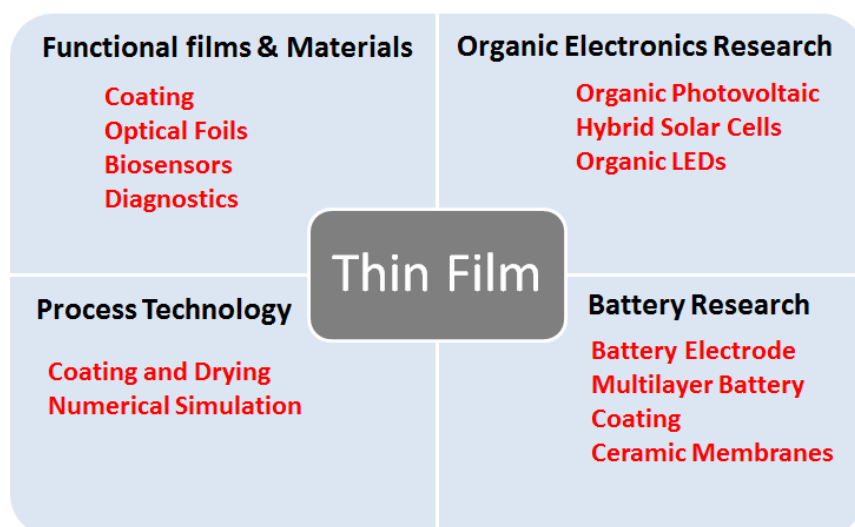 Functional films & Materials
Coating
Optical Foils
Biosensors
Diagnostics
Organic Electronics Research
Organic Photovoltaic
Hybrid Solar Cells
Organic LEDs
Thin Film
Process Technology
Coating and Drying
Numerical Simulation
Battery Research
Battery Electrode
Multilayer Battery
Coating
Ceramic Membranes